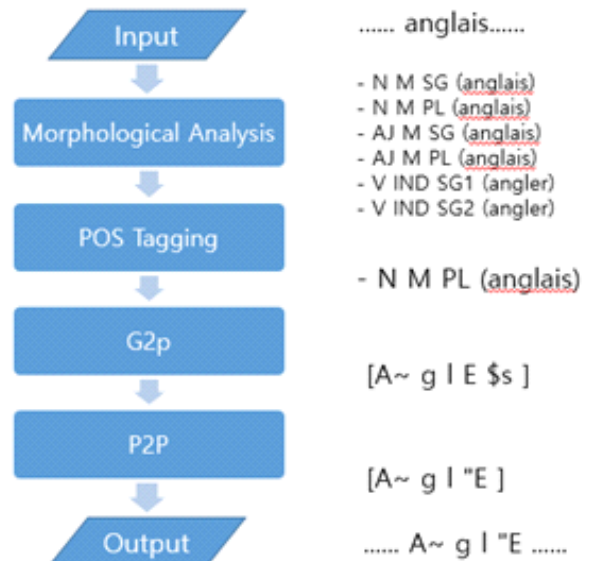 Input
...... anglais......
Morphological Analysis
- N M SG (anglais)
- N M PL (anglais)
- AJ M SG (anglais)
- AJ M PL (anglais)
- V IND SG1 (angler)
- V IND SG2 (angler)
POS Tagging
- N M PL (anglais)
G2p
[A~ g l E $s ]
P2P
[A~ g l "E ]
Output
...... A~ g l "E ......